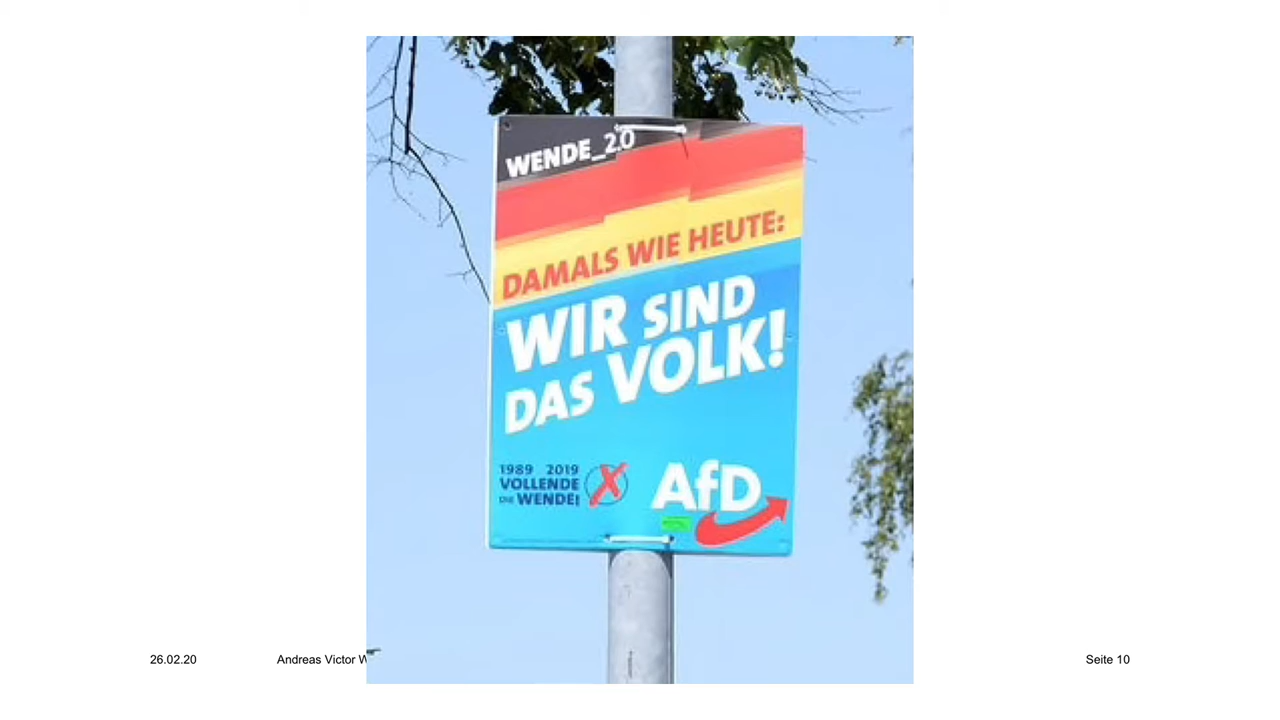 WENDE_2.0
DAMALS WIE HEUTE:
WIR SIND
DAS VOLK!
1989 2019
VOLLENDE
DIE WENDE!
AfD
26.02.20
Andreas Victor
Seite 10